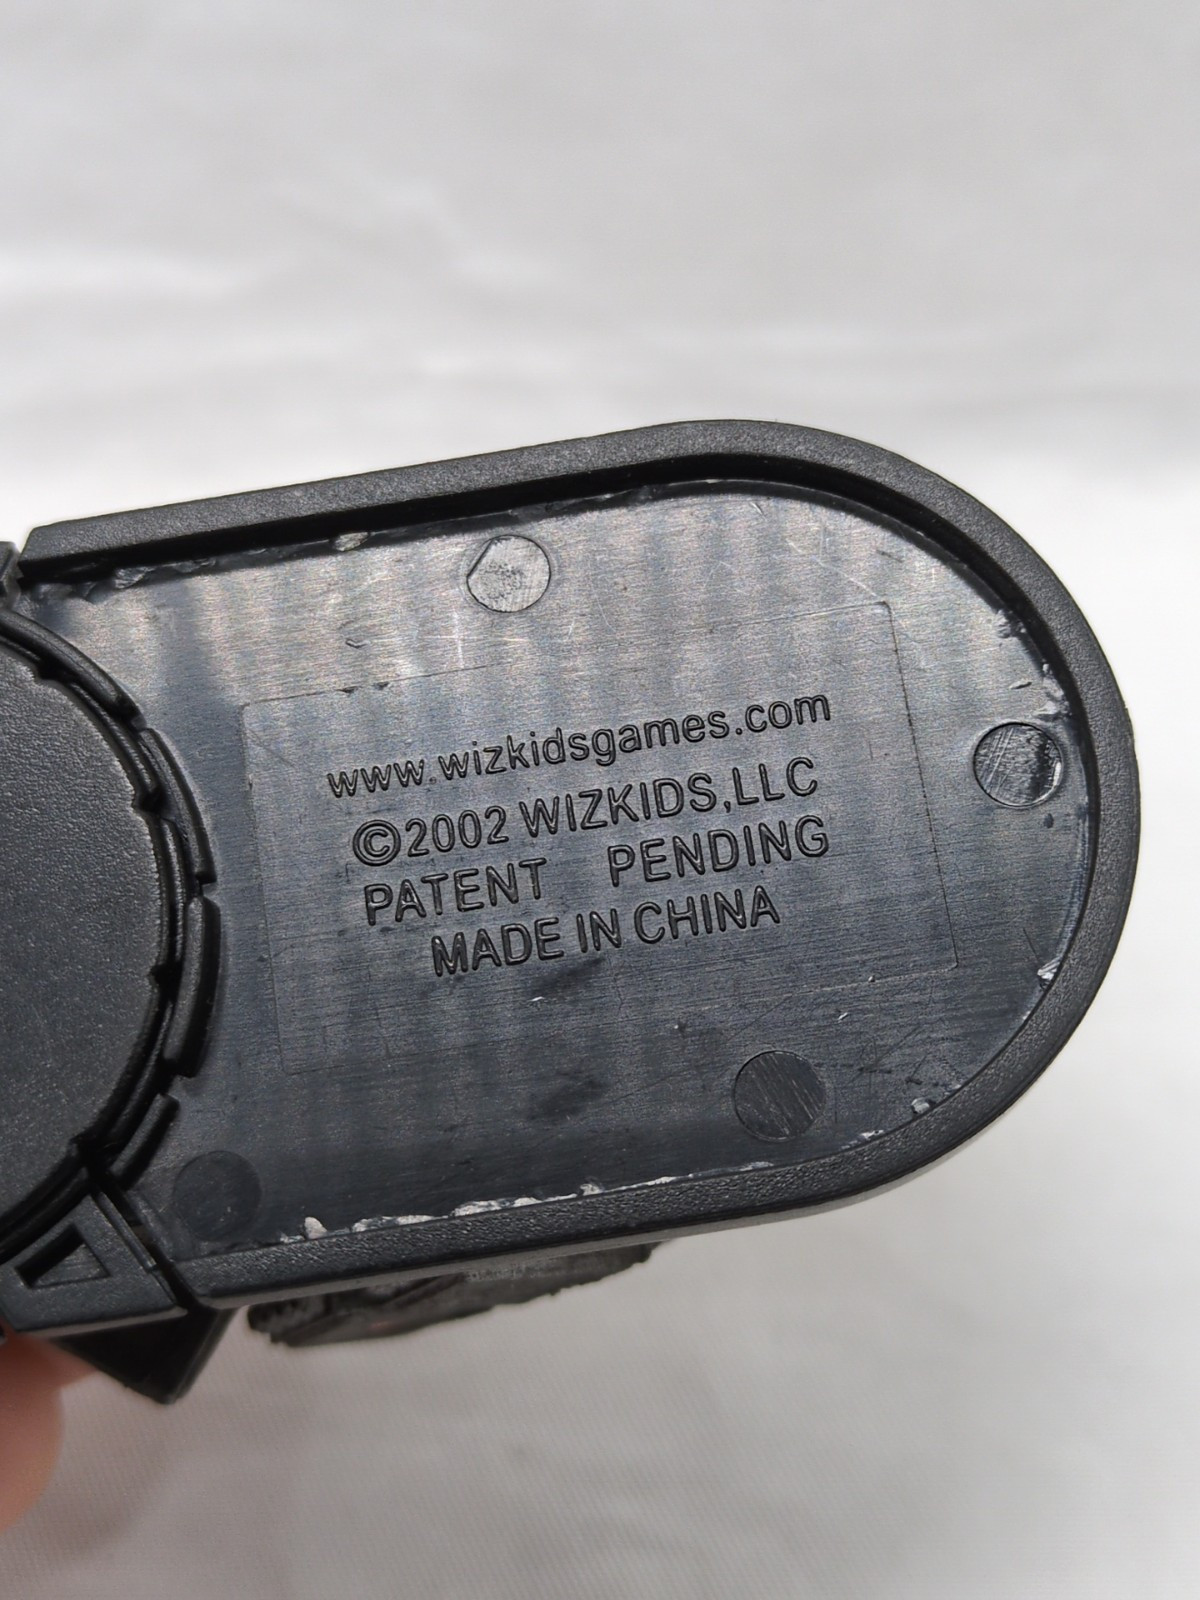 www.wizkidsgames.com
©2002 WIZKIDS,LLC
PATENT PENDING
MADE IN CHINA